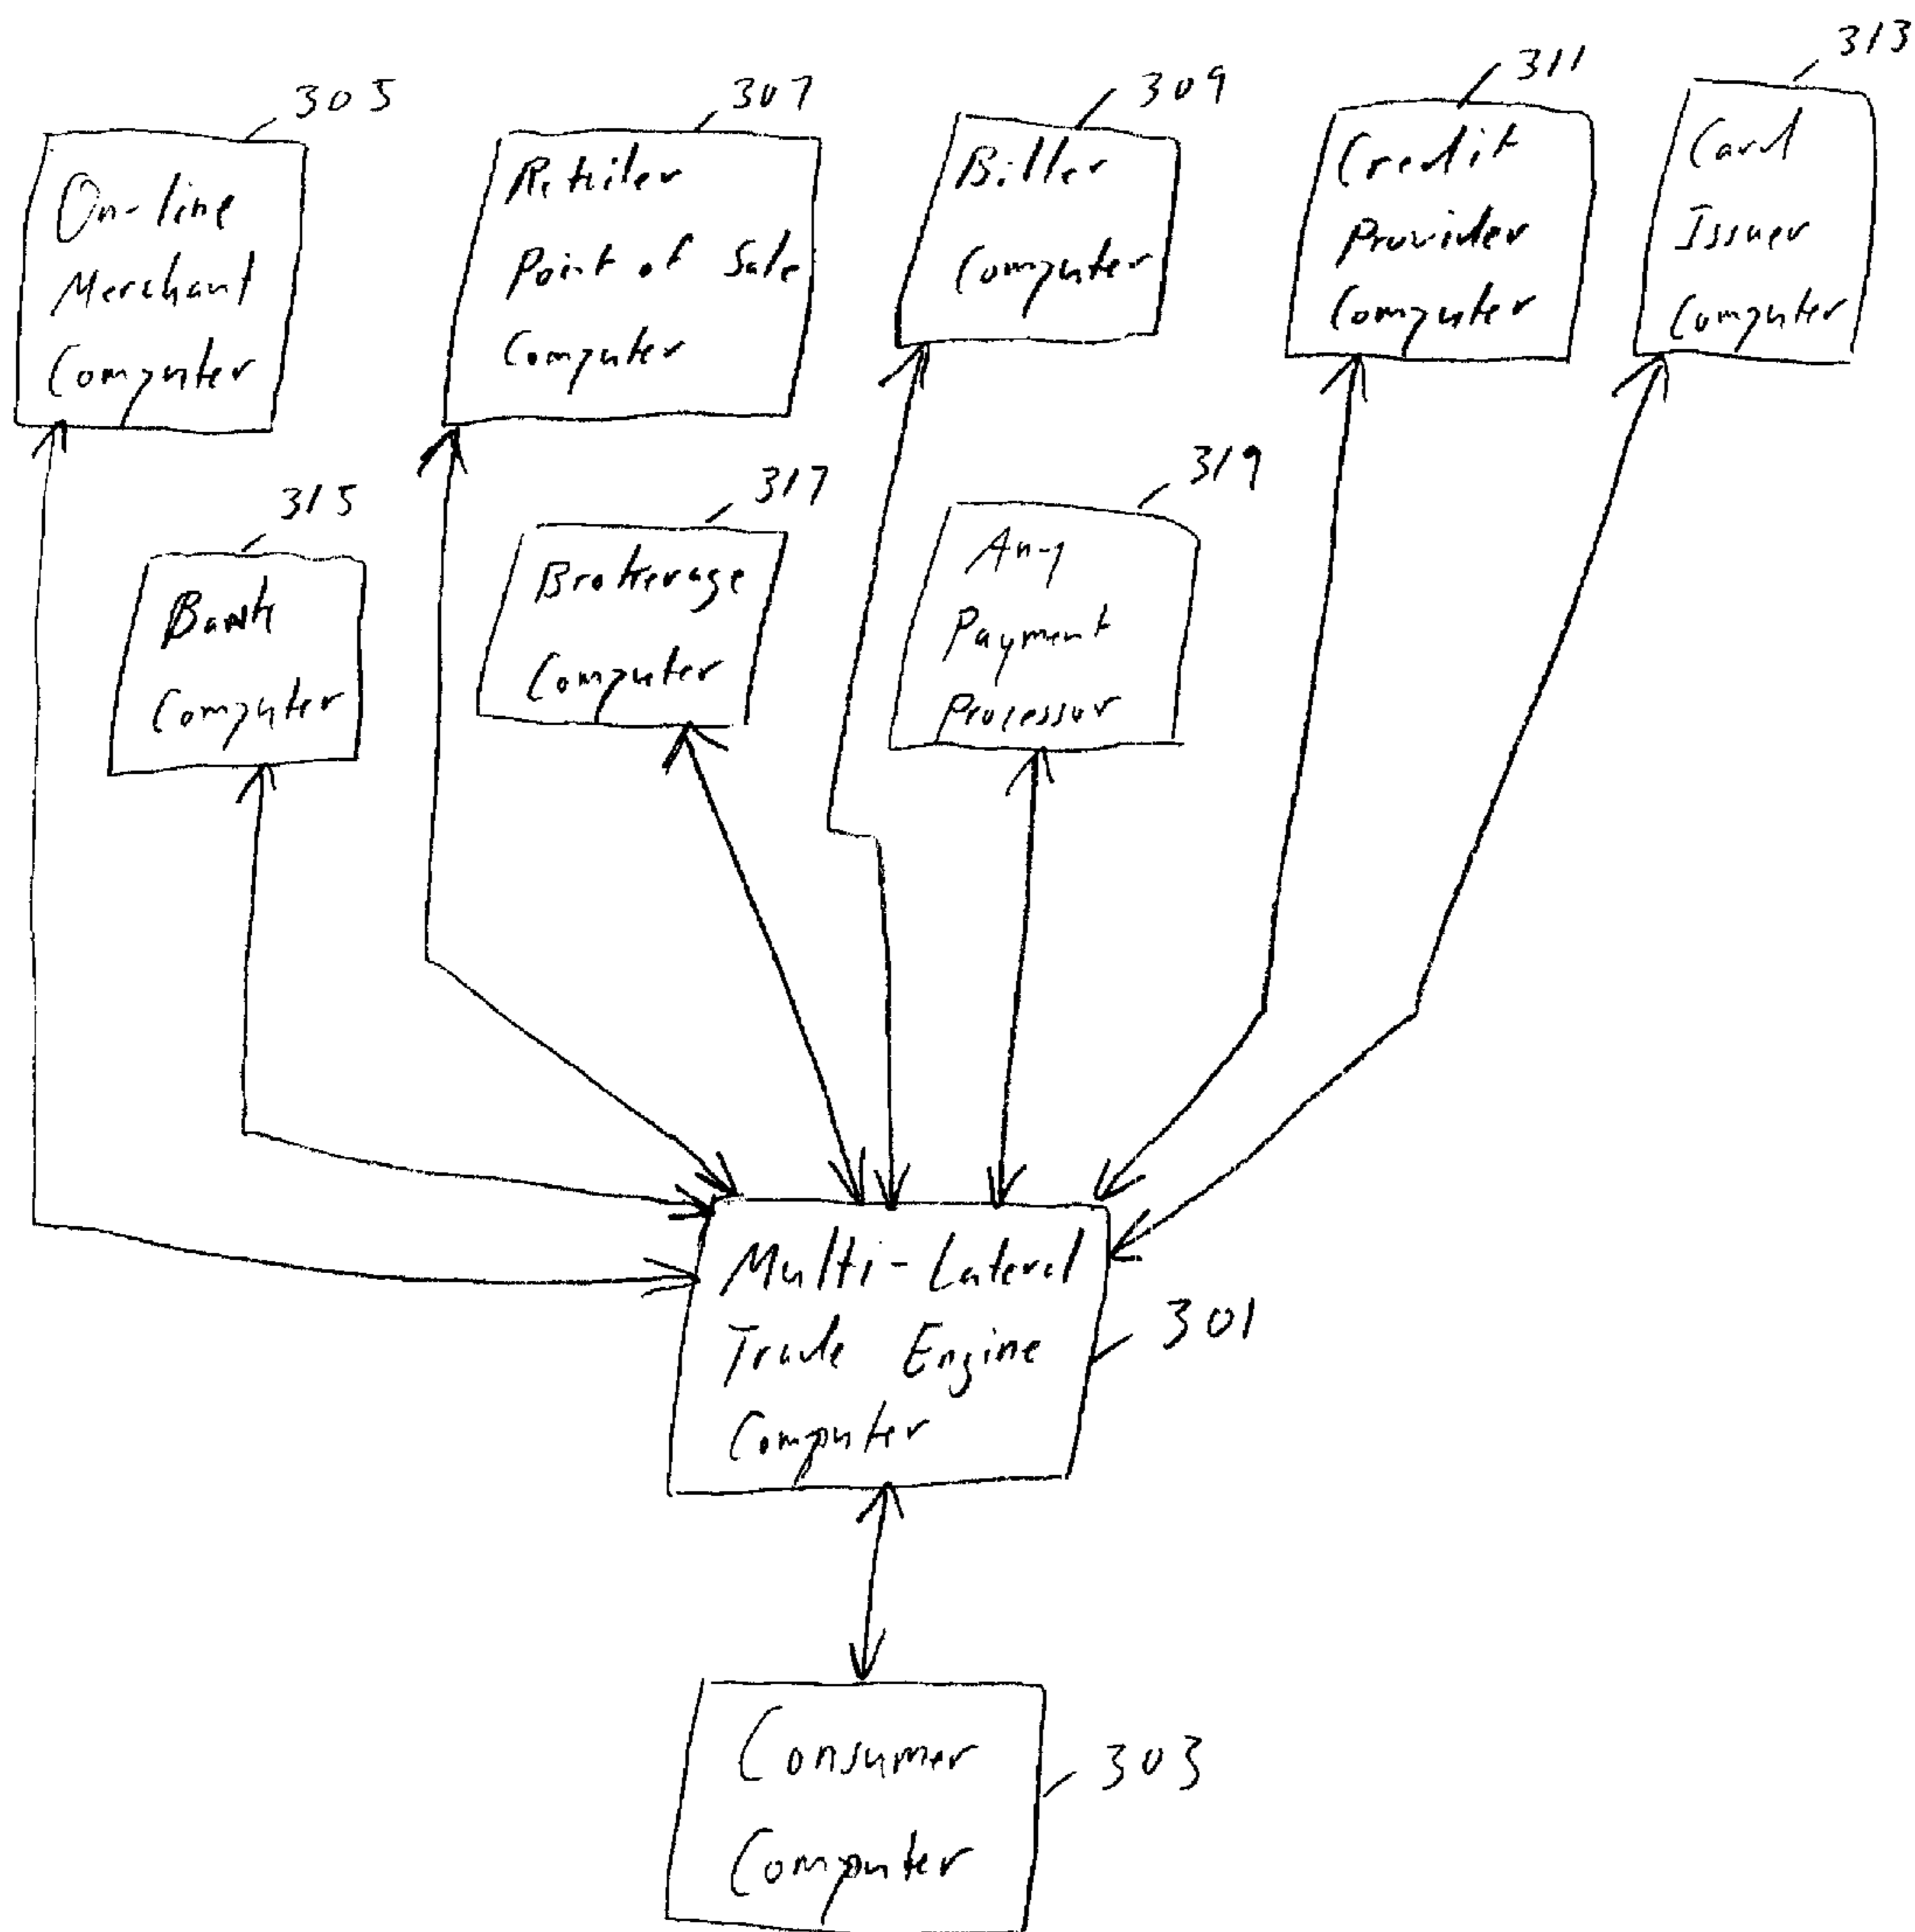 305
On-line
Merchant
Computer
307
Retailer
Point of Sale
Computer
309
Biller
Computer
311
Credit
Provider
Computer
313
Card
Issuer
Computer
315
Bank
Computer
317
Brokerage
Computer
319
Any
Payment
Processor
Multi-Lateral
Trade Engine
Computer
301
Consumer
Computer
303